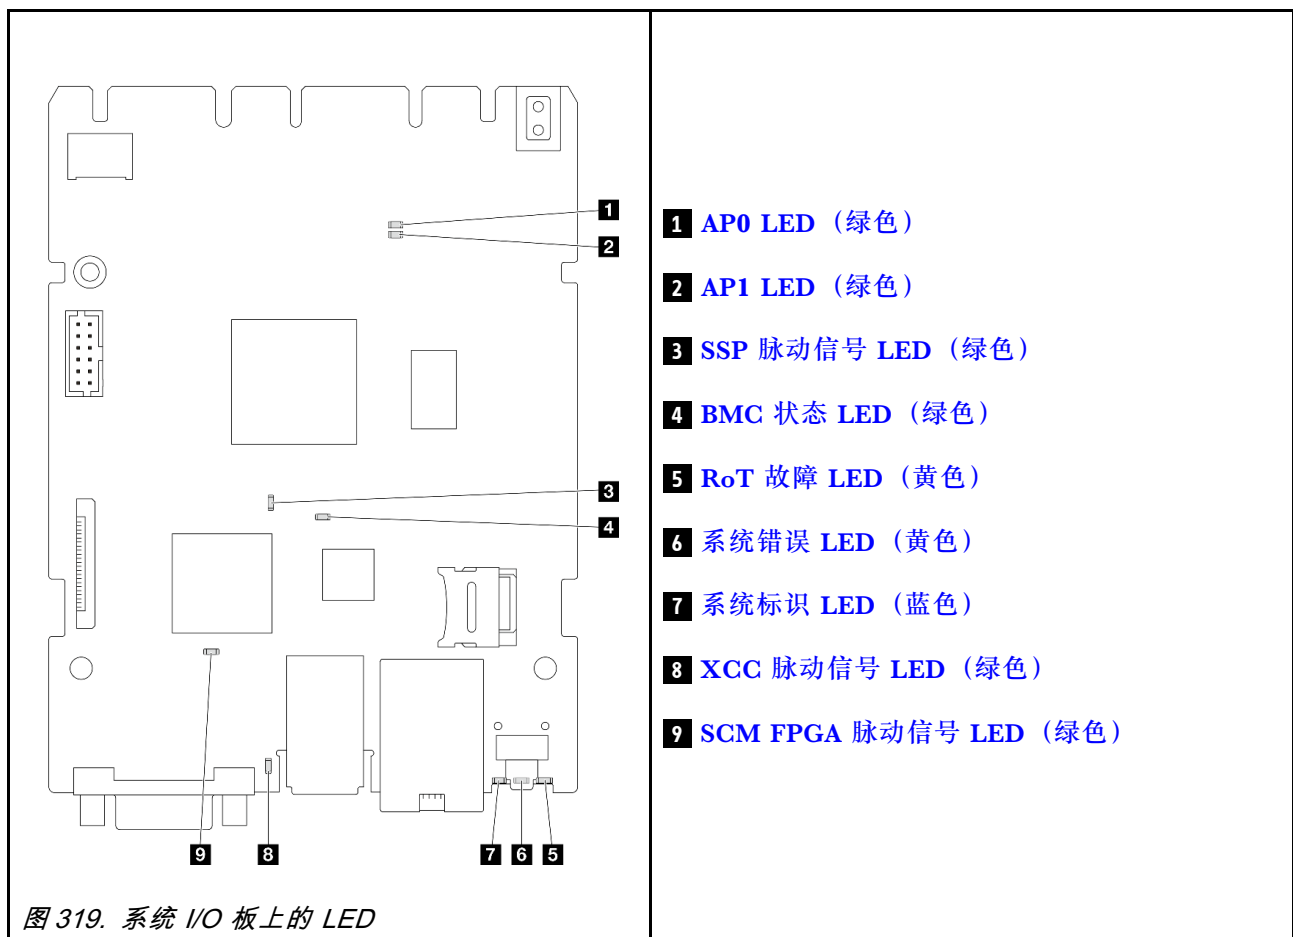 1
2
3
4
9
8
7
6
5
图 319. 系统 I/O 板上的 LED
1 AP0 LED（绿色）
2 AP1 LED（绿色）
3 SSP 脉动信号 LED（绿色）
4 BMC 状态 LED（绿色）
5 RoT 故障 LED（黄色）
6 系统错误 LED（黄色）
7 系统标识 LED（蓝色）
8 XCC 脉动信号 LED（绿色）
9 SCM FPGA 脉动信号 LED（绿色）